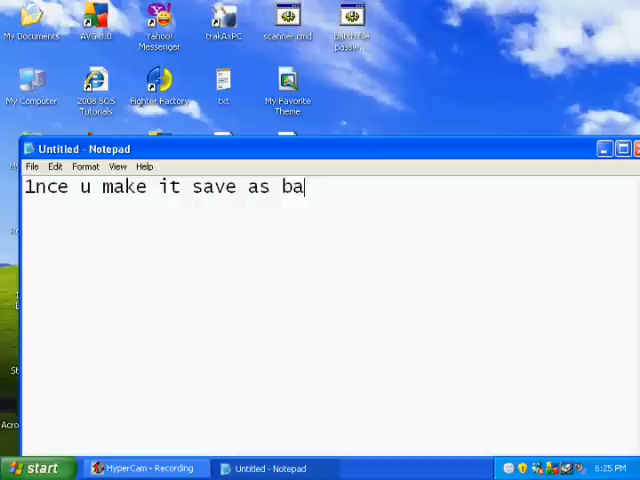 My Documents
AVG 8.0
Yahoo! Messenger
trakAxPC
scanner cmd
batch file passw...
My Computer
2008 SOS Tutorials
Fighter Factory
txt
My Favorite Theme
Untitled - Notepad
File Edit Format View Help
1nce u make it save as ba
Acro
start
HyperCam - Recording
Untitled - Notepad
6:25 PM